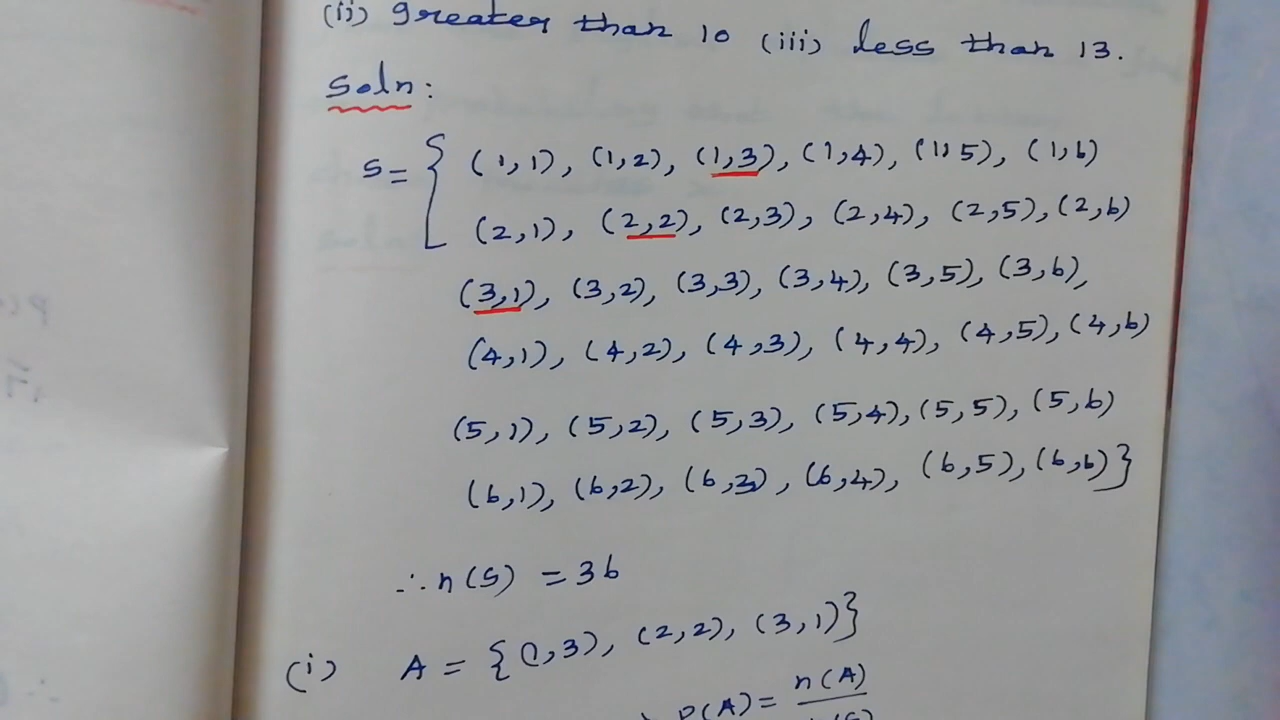 (ii) greater than 10 (iii) less than 13.
Soln:
S = { (1,1), (1,2), (1,3), (1,4), (1,5), (1,6)
(2,1), (2,2), (2,3), (2,4), (2,5), (2,6)
(3,1), (3,2), (3,3), (3,4), (3,5), (3,6),
(4,1), (4,2), (4,3), (4,4), (4,5), (4,6)
(5,1), (5,2), (5,3), (5,4), (5,5), (5,6)
(6,1), (6,2), (6,3), (6,4), (6,5), (6,6) }
∴ n(S) = 36
(i) A = { (1,3), (2,2), (3,1) }
P(A) = n(A)